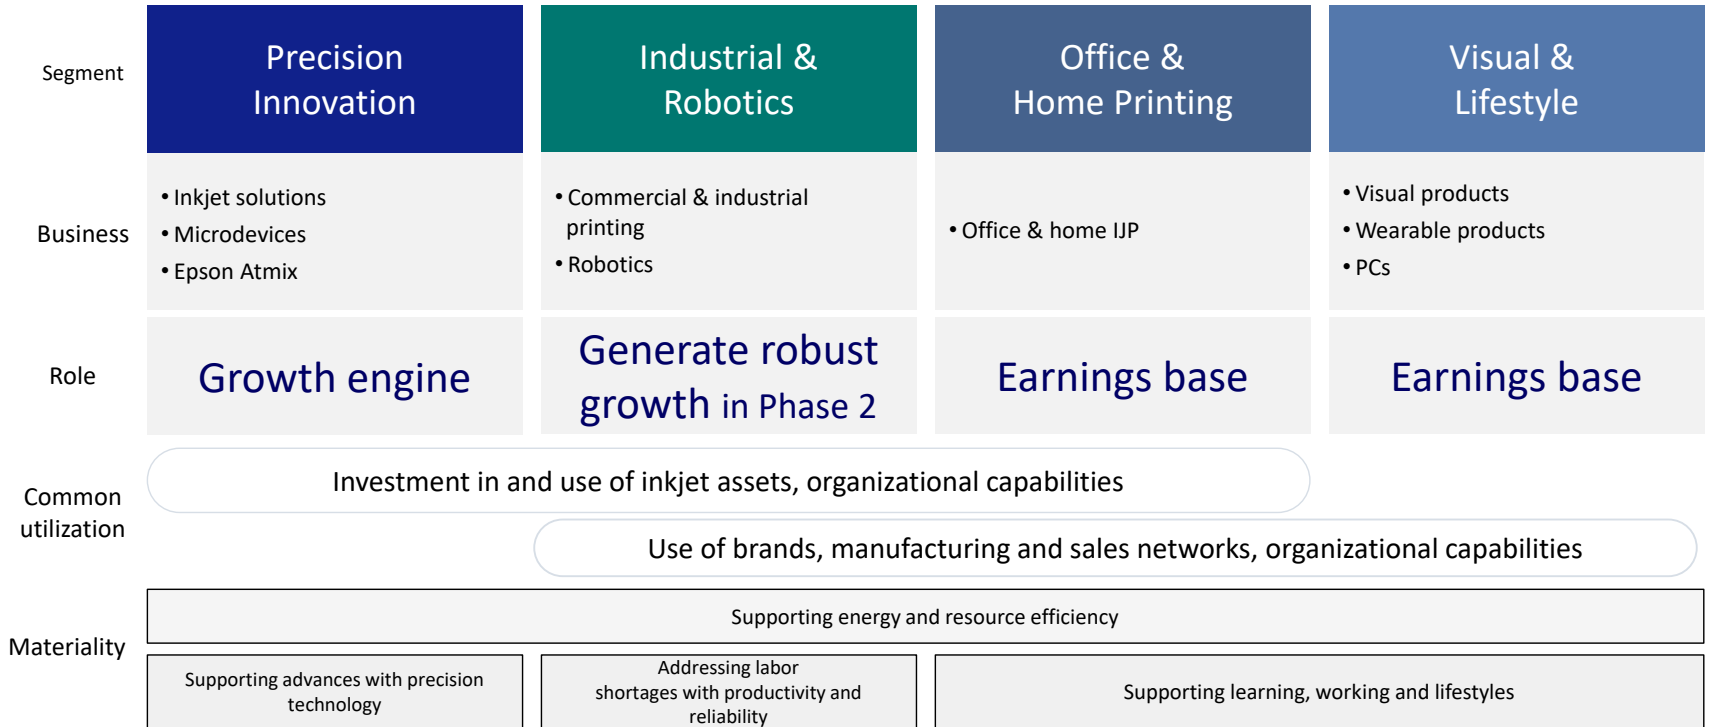 Segment
Precision
Innovation
Industrial &
Robotics
Office &
Home Printing
Visual &
Lifestyle
Business
• Inkjet solutions
• Microdevices
• Epson Atmix
• Commercial & industrial
printing
• Robotics
• Office & home IJP
• Visual products
• Wearable products
• PCs
Role
Growth engine
Generate robust
growth in Phase 2
Earnings base
Earnings base
Common
utilization
Investment in and use of inkjet assets, organizational capabilities
Use of brands, manufacturing and sales networks, organizational capabilities
Materiality
Supporting energy and resource efficiency
Supporting advances with precision
technology
Addressing labor
shortages with productivity and
reliability
Supporting learning, working and lifestyles